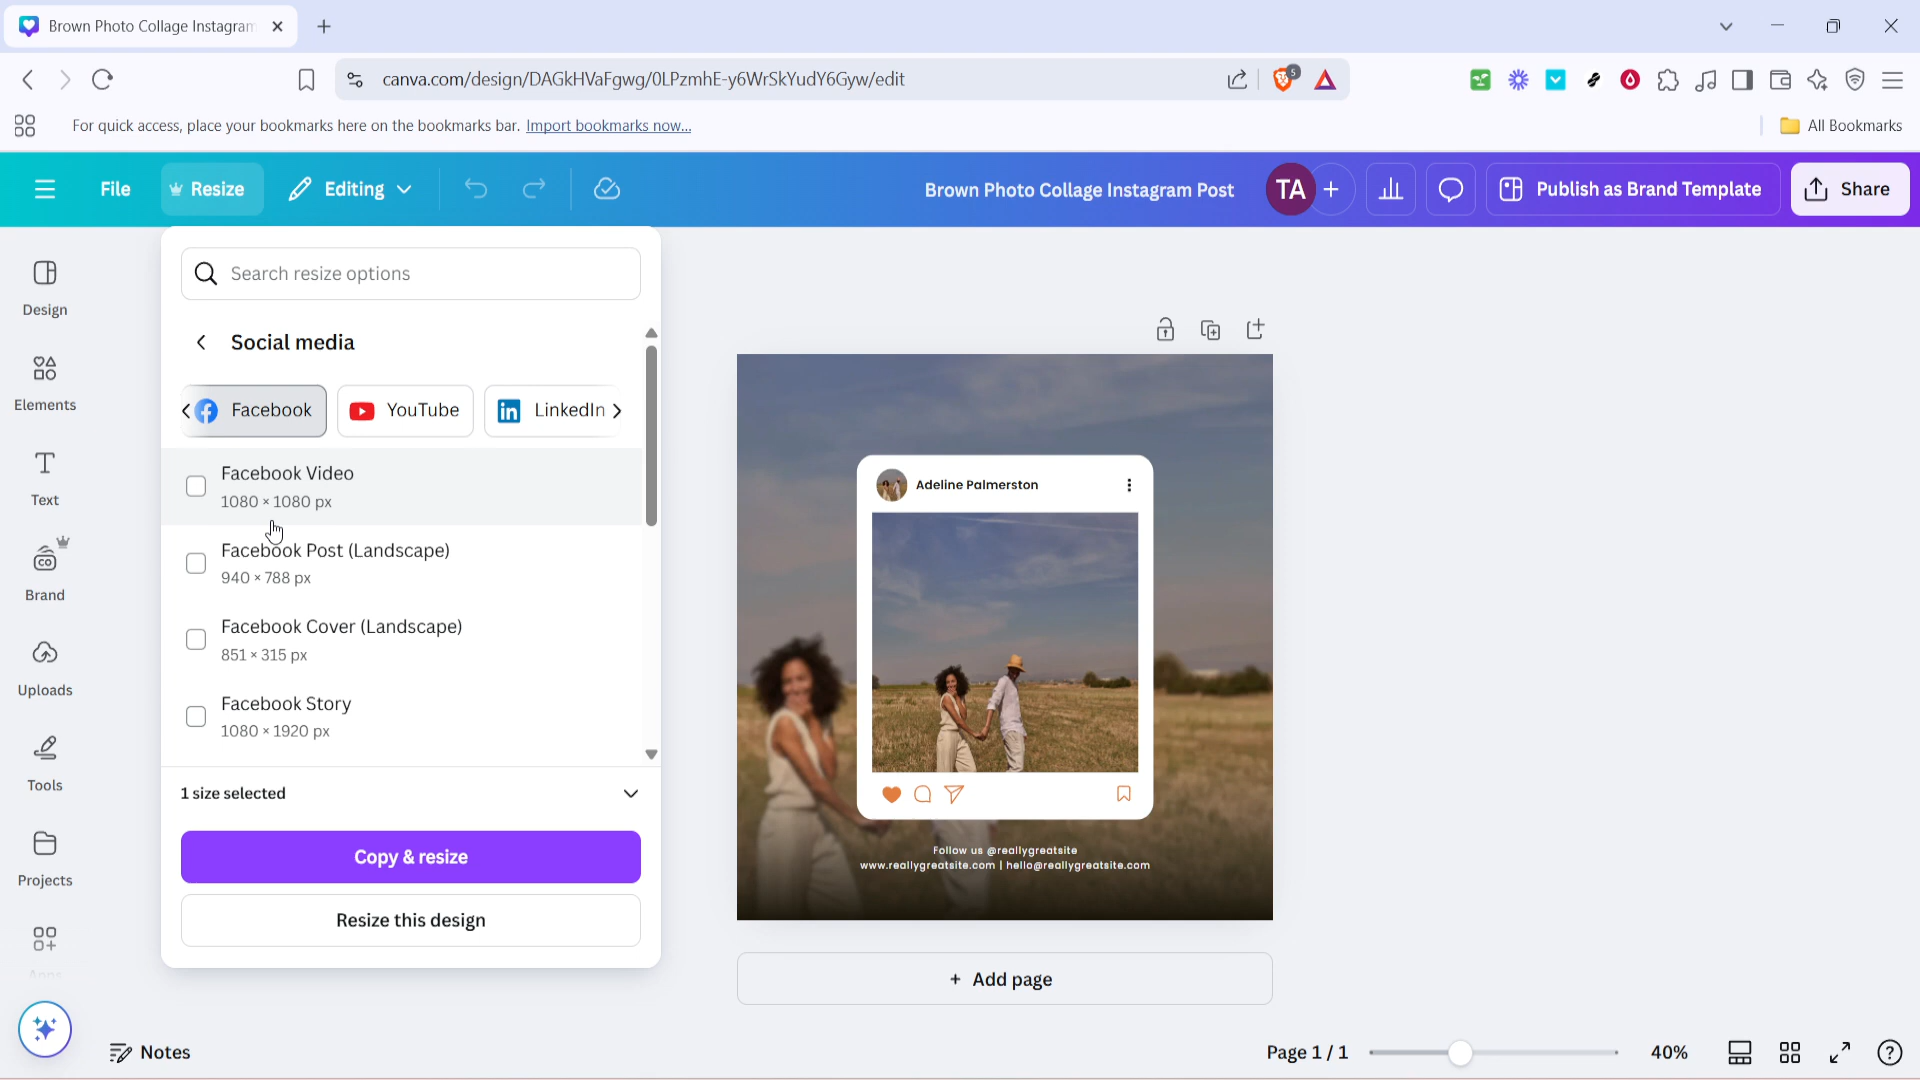 Brown Photo Collage Instagram
canva.com/design/DAGkHVaFgwg/0LPzmhE-y6WrSkYudY6Gyw/edit
5
For quick access, place your bookmarks here on the bookmarks bar. Import bookmarks now...
All Bookmarks
File
Resize
Editing
Brown Photo Collage Instagram Post
TA
Publish as Brand Template
Share
Design
Elements
Text
Brand
Uploads
Tools
Projects
Apps
Search resize options
Social media
Facebook
YouTube
LinkedIn
Facebook Video
1080 × 1080 px
Facebook Post (Landscape)
940 × 788 px
Facebook Cover (Landscape)
851 × 315 px
Facebook Story
1080 × 1920 px
1 size selected
Copy & resize
Resize this design
Adeline Palmerston
Follow us @reallygreatsite
www.reallygreatsite.com | hello@reallygreatsite.com
+ Add page
Notes
Page 1 / 1
40%